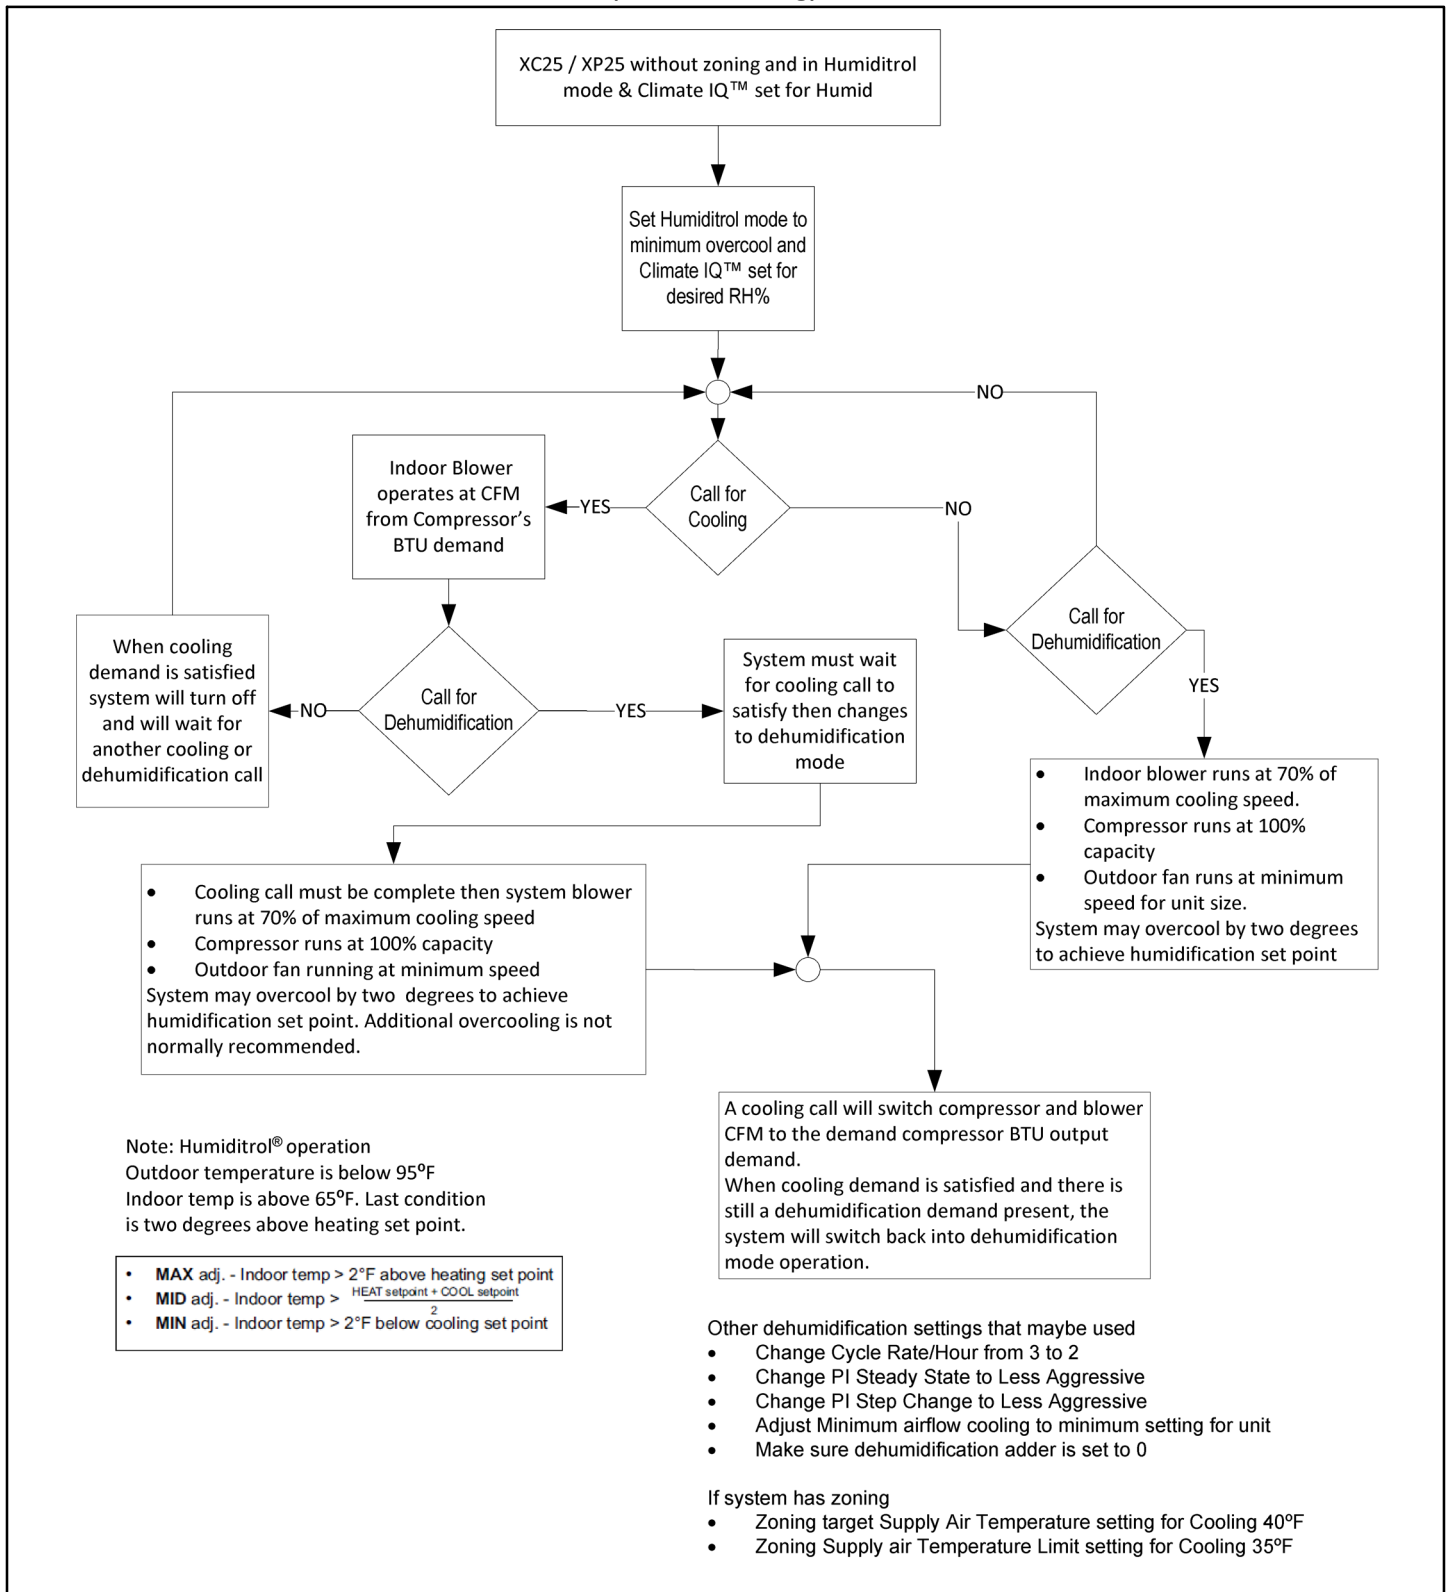 XC25 / XP25 without zoning and in Humiditrol
mode & Climate IQ™ set for Humid
Set Humiditrol mode to
minimum overcool and
Climate IQ™ set for
desired RH%
NO
Call for
Cooling
YES
NO
Indoor Blower
operates at CFM
from Compressor's
BTU demand
Call for
Dehumidification
YES
When cooling
demand is satisfied
system will turn off
and will wait for
another cooling or
dehumidification call
NO
Call for
Dehumidification
YES
System must wait
for cooling call to
satisfy then changes
to dehumidification
mode
• Indoor blower runs at 70% of
maximum cooling speed.
• Compressor runs at 100%
capacity
• Outdoor fan runs at minimum
speed for unit size.
System may overcool by two degrees
to achieve humidification set point
• Cooling call must be complete then system blower
runs at 70% of maximum cooling speed
• Compressor runs at 100% capacity
• Outdoor fan running at minimum speed
System may overcool by two degrees to achieve
humidification set point. Additional overcooling is not
normally recommended.
A cooling call will switch compressor and blower
CFM to the demand compressor BTU output
demand.
When cooling demand is satisfied and there is
still a dehumidification demand present, the
system will switch back into dehumidification
mode operation.
Note: Humiditrol® operation
Outdoor temperature is below 95ºF
Indoor temp is above 65ºF. Last condition
is two degrees above heating set point.
• MAX adj. - Indoor temp > 2°F above heating set point
• MID adj. - Indoor temp > HEAT setpoint + COOL setpoint
2
• MIN adj. - Indoor temp > 2°F below cooling set point
Other dehumidification settings that maybe used
• Change Cycle Rate/Hour from 3 to 2
• Change PI Steady State to Less Aggressive
• Change PI Step Change to Less Aggressive
• Adjust Minimum airflow cooling to minimum setting for unit
• Make sure dehumidification adder is set to 0
If system has zoning
• Zoning target Supply Air Temperature setting for Cooling 40ºF
• Zoning Supply air Temperature Limit setting for Cooling 35ºF